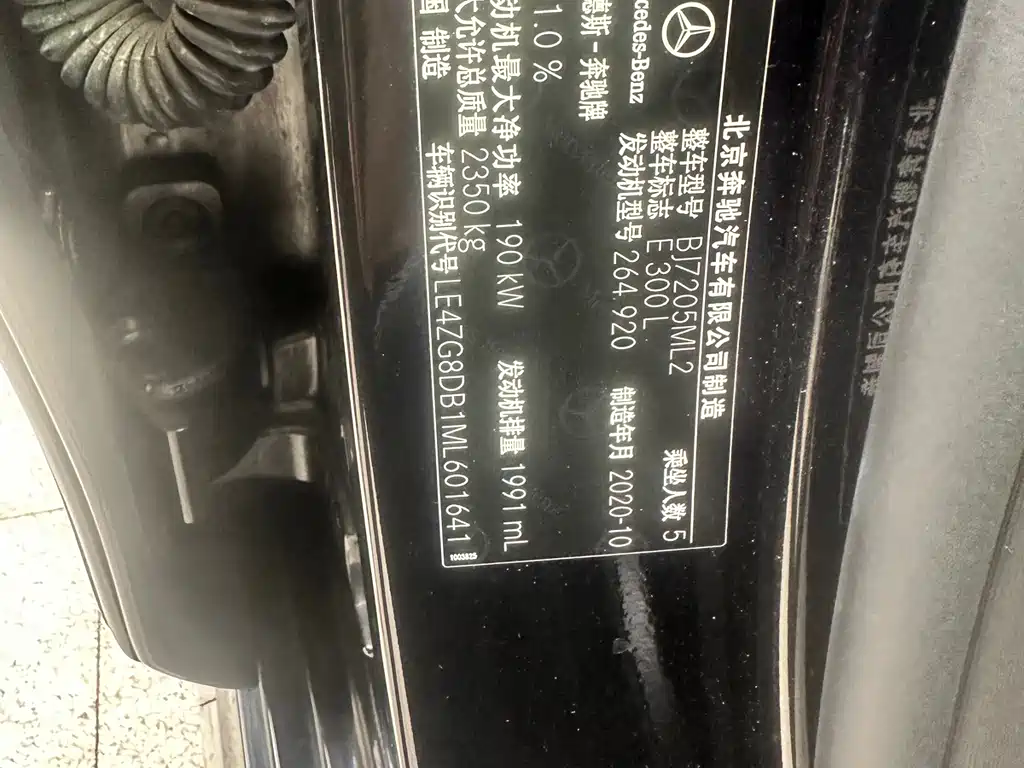 北京奔驰汽车有限公司制造
Mercedes-Benz
整车型号 BJ7205ML2 乘坐人数 5
整车标志 E 300 L
发动机型号 264 920 制造年月 2020-10
德斯-奔驰牌
1.0 %
动机最大净功率 190 kW 发动机排量 1991 mL
大允许总质量 2350 kg
国 制造 车辆识别代号 LE4ZG8DB1ML601641
1003825